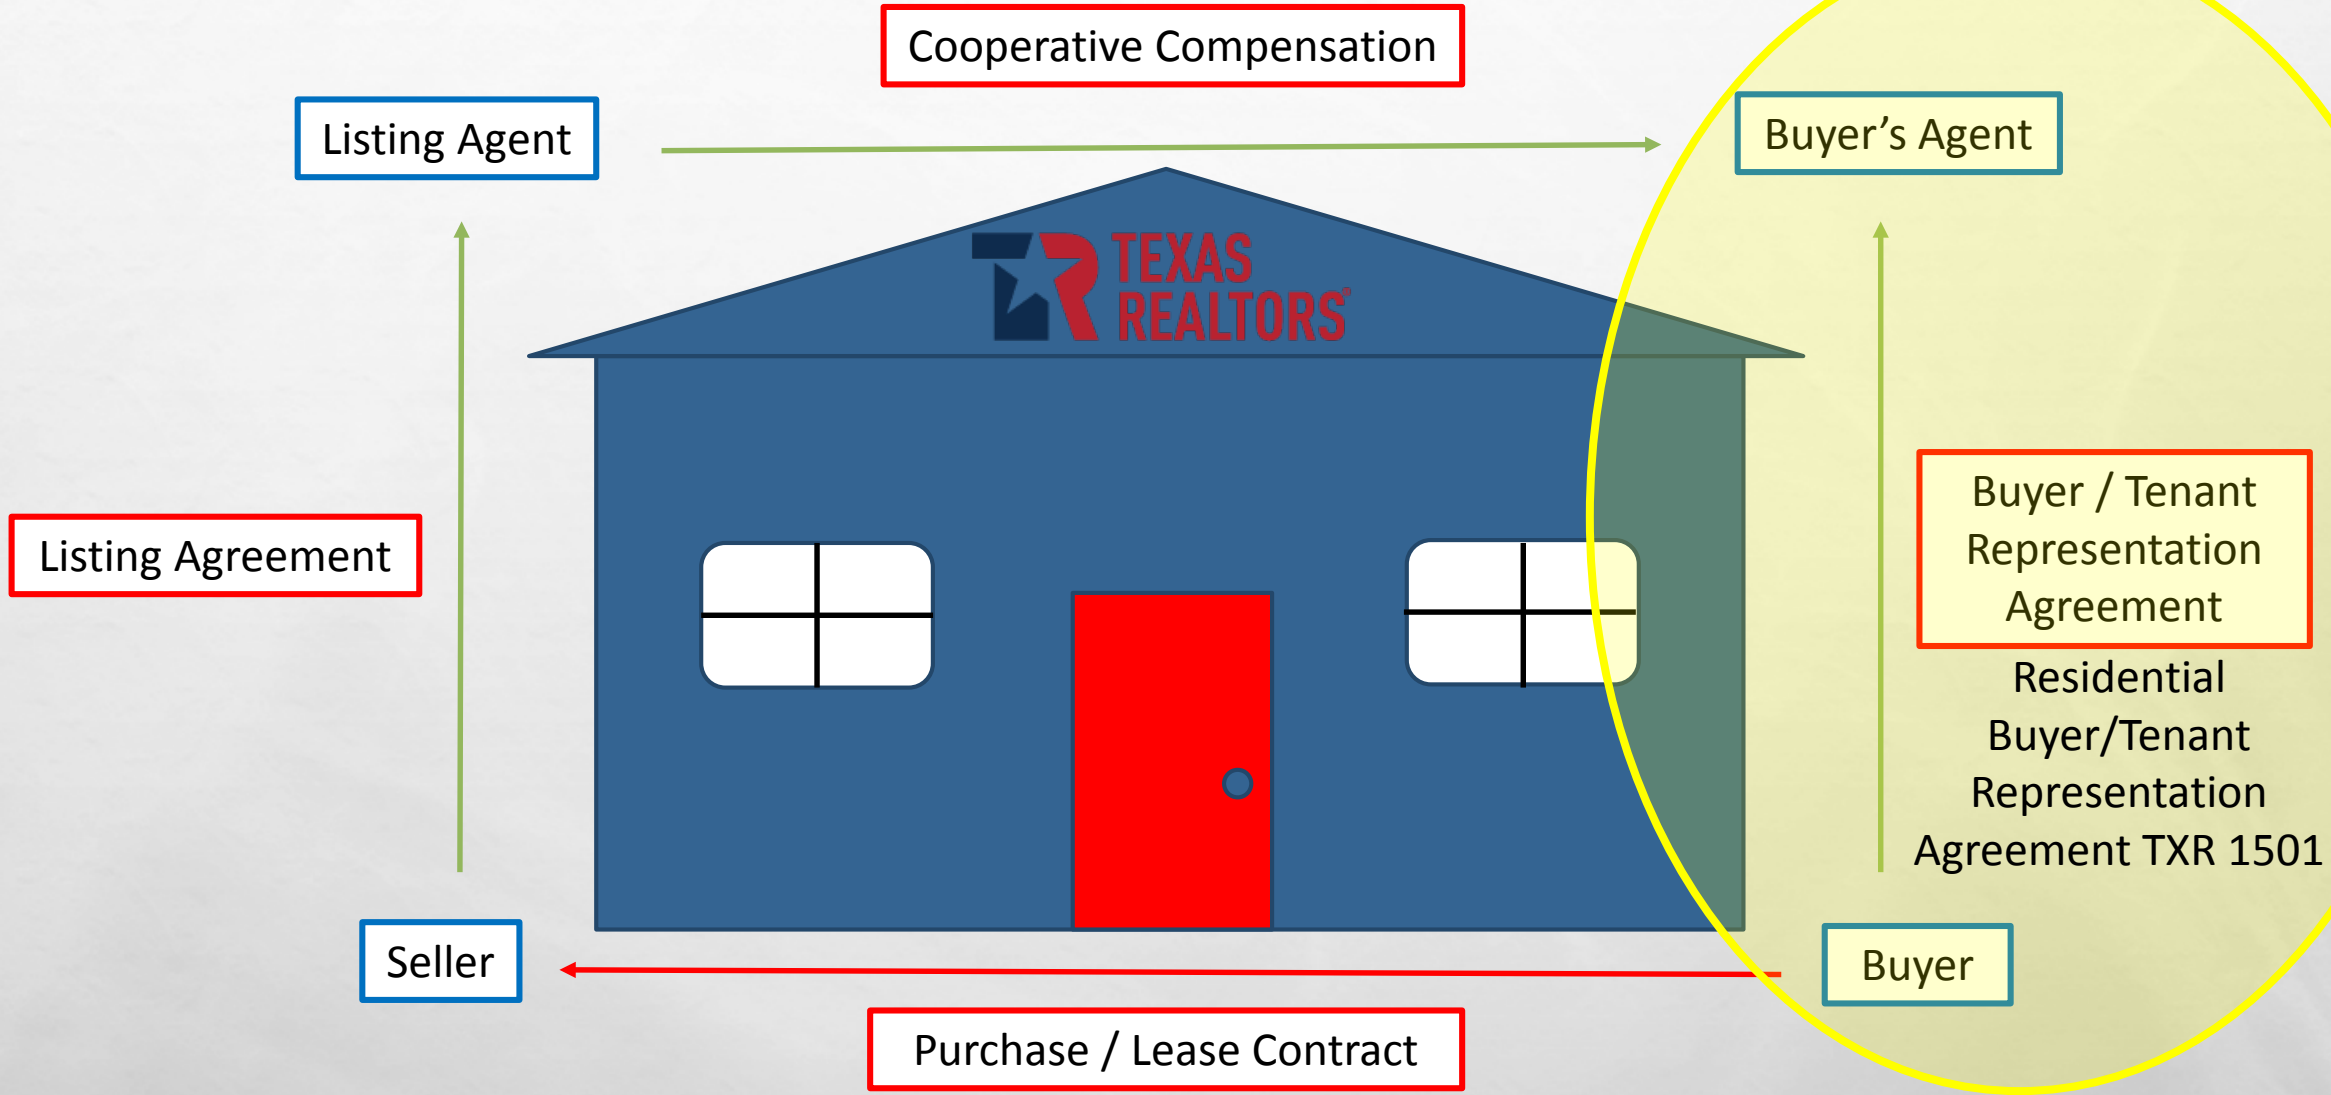 Cooperative Compensation
Listing Agent
Buyer's Agent
TEXAS
REALTORS®
Listing Agreement
Buyer / Tenant
Representation
Agreement
Residential
Buyer/Tenant
Representation
Agreement TXR 1501
Seller
Buyer
Purchase / Lease Contract